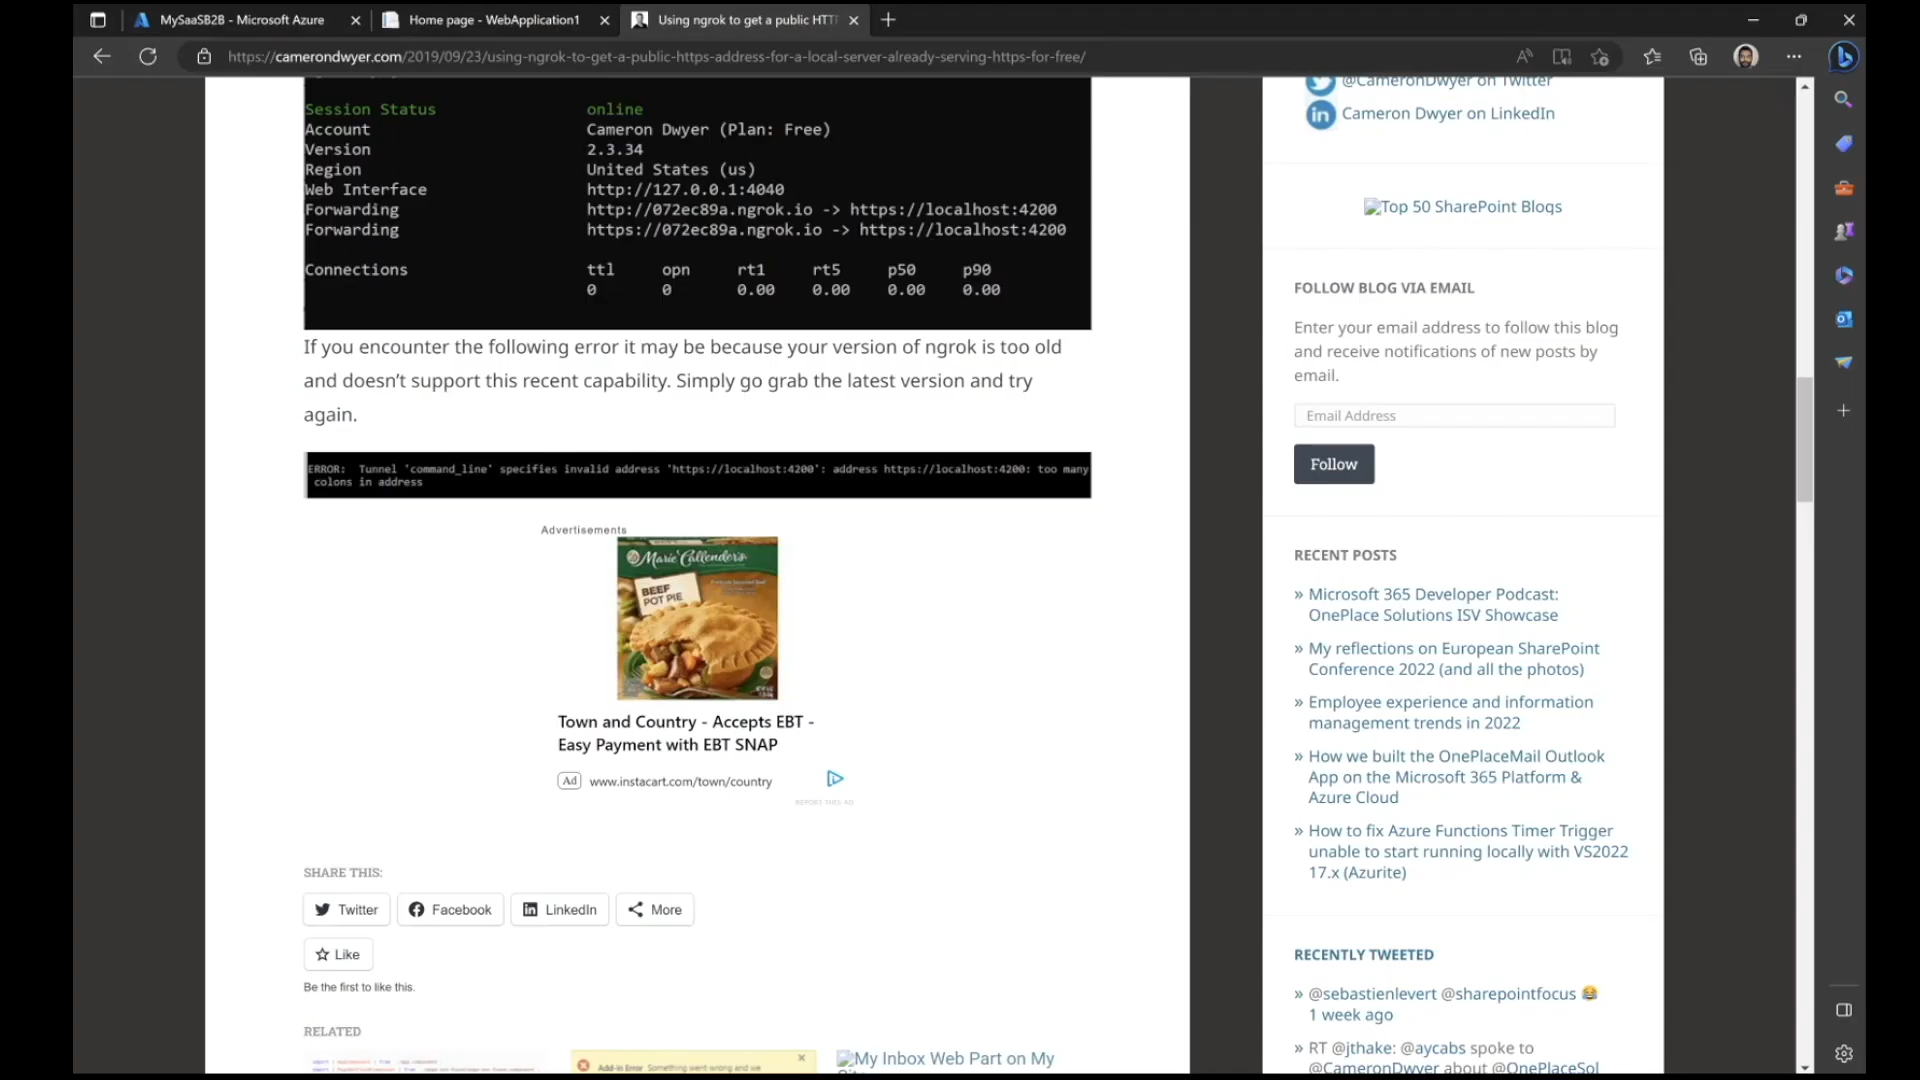 MySaaSB2B - Microsoft Azure
Home page - WebApplication1
Using ngrok to get a public HTT
https://camerondwyer.com/2019/09/23/using-ngrok-to-get-a-public-https-address-for-a-local-server-already-serving-https-for-free/
Session Status online
Account Cameron Dwyer (Plan: Free)
Version 2.3.34
Region United States (us)
Web Interface http://127.0.0.1:4040
Forwarding http://072ec89a.ngrok.io -> https://localhost:4200
Forwarding https://072ec89a.ngrok.io -> https://localhost:4200
Connections ttl opn rt1 rt5 p50 p90
0 0 0.00 0.00 0.00 0.00
If you encounter the following error it may be because your version of ngrok is too old
and doesn’t support this recent capability. Simply go grab the latest version and try
again.
ERROR: Tunnel 'command_line' specifies invalid address 'https://localhost:4200': address https://localhost:4200: too many
colons in address
Advertisements
Marie Callender's
BEEF
POT PIE
Town and Country - Accepts EBT -
Easy Payment with EBT SNAP
Ad www.instacart.com/town/country
REPORT THIS AD
SHARE THIS:
Twitter Facebook LinkedIn More
Like
Be the first to like this.
RELATED
Add-in Error Something went wrong and we
My Inbox Web Part on My
@CameronDwyer on Twitter
Cameron Dwyer on LinkedIn
Top 50 SharePoint Blogs
FOLLOW BLOG VIA EMAIL
Enter your email address to follow this blog
and receive notifications of new posts by
email.
Email Address
Follow
RECENT POSTS
» Microsoft 365 Developer Podcast:
OnePlace Solutions ISV Showcase
» My reflections on European SharePoint
Conference 2022 (and all the photos)
» Employee experience and information
management trends in 2022
» How we built the OnePlaceMail Outlook
App on the Microsoft 365 Platform &
Azure Cloud
» How to fix Azure Functions Timer Trigger
unable to start running locally with VS2022
17.x (Azurite)
RECENTLY TWEETED
» @sebastienlevert @sharepointfocus 😂
1 week ago
» RT @jthake: @aycabs spoke to
@CameronDwyer about @OnePlaceSol